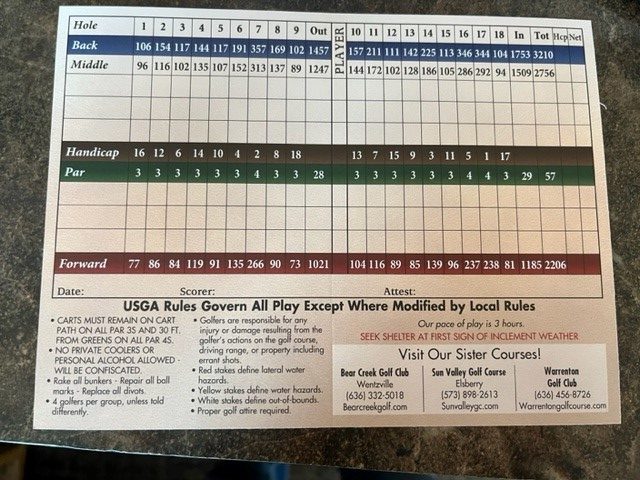 Hole 1 2 3 4 5 6 7 8 9 Out PLAYER 10 11 12 13 14 15 16 17 18 In Tot Hcp Net
Back 106 154 117 144 117 191 357 169 102 1457 157 211 111 142 225 113 346 344 104 1753 3210
Middle 96 116 102 135 107 152 313 137 89 1247 144 172 102 128 186 105 286 292 94 1509 2756
Handicap 16 12 6 14 10 4 2 8 18 13 7 15 9 3 11 5 1 17
Par 3 3 3 3 3 3 4 3 3 28 3 3 3 3 3 3 4 4 3 29 57
Forward 77 86 84 119 91 135 266 90 73 1021 104 116 89 85 139 96 237 238 81 1185 2206
Date: Scorer: Attest:
USGA Rules Govern All Play Except Where Modified by Local Rules
• CARTS MUST REMAIN ON CART
PATH ON ALL PAR 3S AND 30 FT.
FROM GREENS ON ALL PAR 4S.
• NO PRIVATE COOLERS OR
PERSONAL ALCOHOL ALLOWED -
WILL BE CONFISCATED.
• Rake all bunkers - Repair all ball
marks - Replace all divots.
• 4 golfers per group, unless told
differently.
• Golfers are responsible for any
injury or damage resulting from the
golfer's actions on the golf course,
driving range, or property including
errant shots.
• Red stakes define lateral water
hazards.
• Yellow stakes define water hazards.
• White stakes define out-of-bounds.
• Proper golf attire required.
Our pace of play is 3 hours.
SEEK SHELTER AT FIRST SIGN OF INCLEMENT WEATHER
Visit Our Sister Courses!
Bear Creek Golf Club
Wentzville
(636) 332-5018
Bearcreekgolf.com
Sun Valley Golf Course
Elsberry
(573) 898-2613
Sunvalleygc.com
Warrenton
Golf Club
(636) 456-8726
Warrentongolfcourse.com